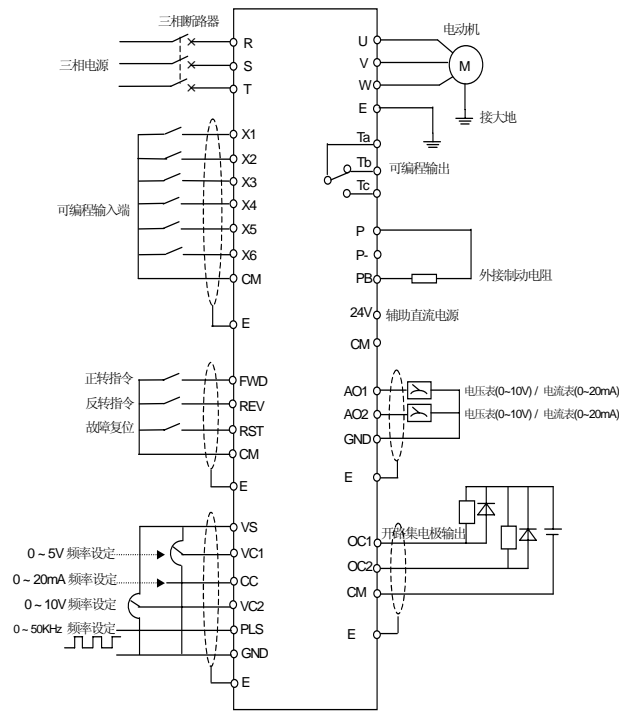 三相断路器
三相电源
R
S
T
X1
X2
X3
X4
X5
X6
可编程输入端
CM
E
正转指令
FWD
反转指令
REV
故障复位
RST
CM
E
VS
0 ~ 5V 频率设定
VC1
0 ~ 20mA 频率设定
CC
0 ~ 10V 频率设定
VC2
0 ~ 50KHz 频率设定
PLS
GND
E
电动机
U
V
M
W
E
接大地
Ta
Tb
可编程输出
Tc
P
P-
PB
外接制动电阻
24V
辅助直流电源
CM
AO1
电压表(0~10V) / 电流表(0~20mA)
AO2
电压表(0~10V) / 电流表(0~20mA)
GND
E
开路集电极输出
OC1
OC2
CM
E